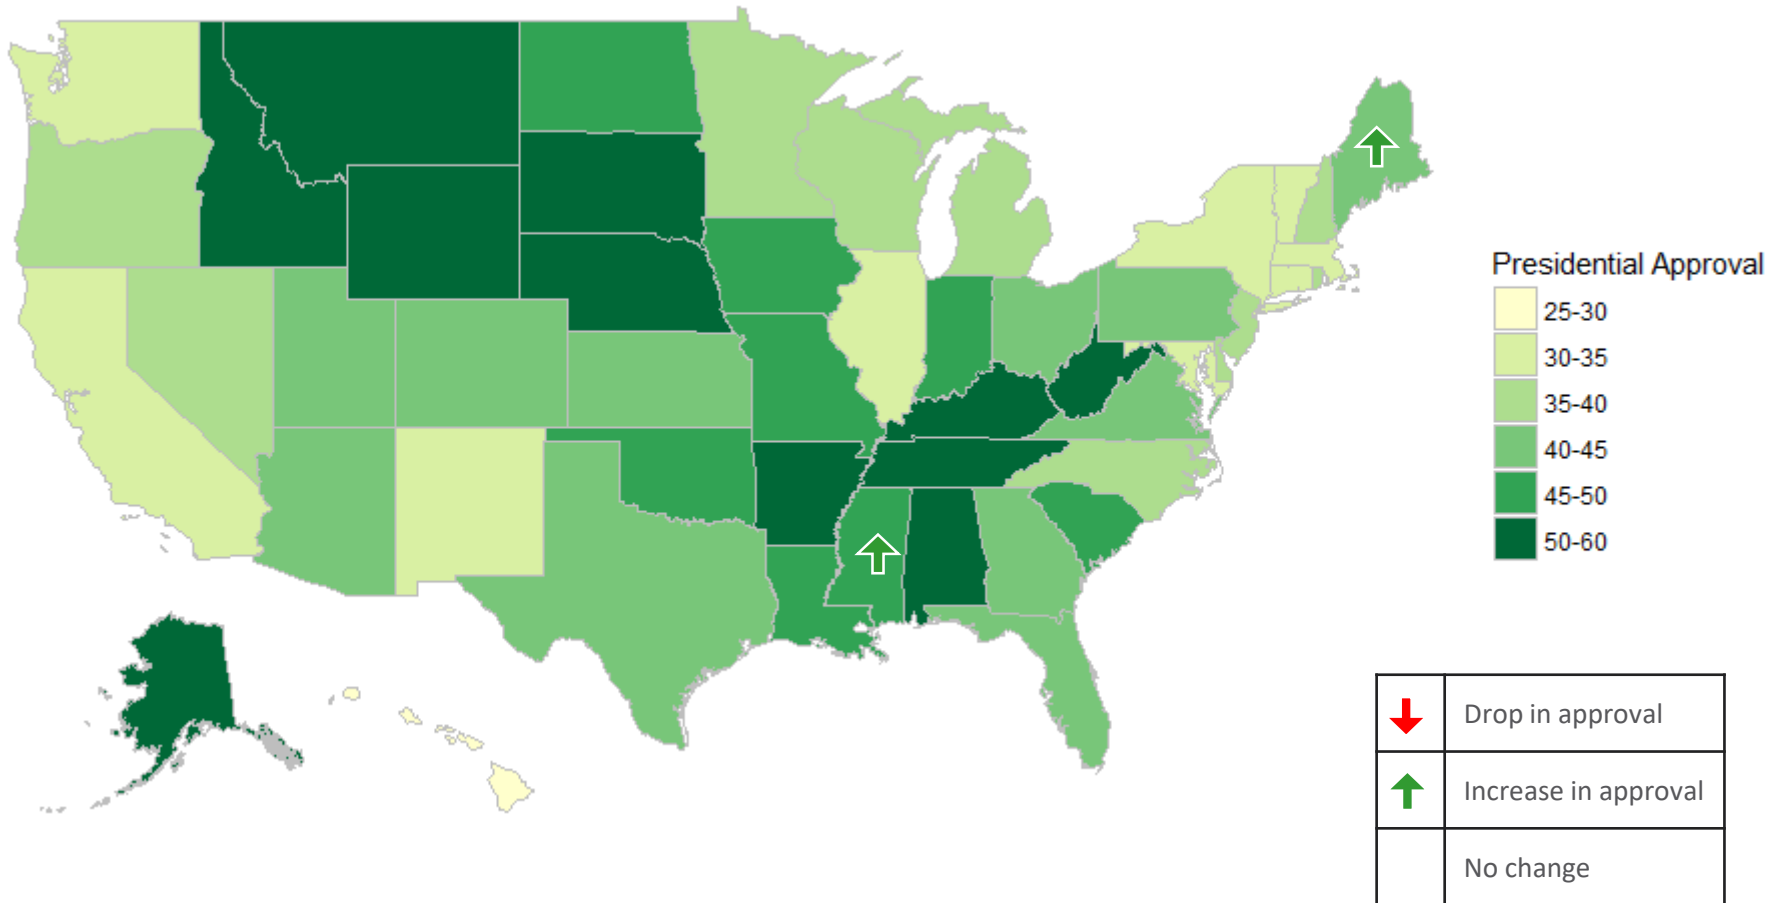 Presidential Approval
25-30
30-35
35-40
40-45
45-50
50-60
Drop in approval
Increase in approval
No change